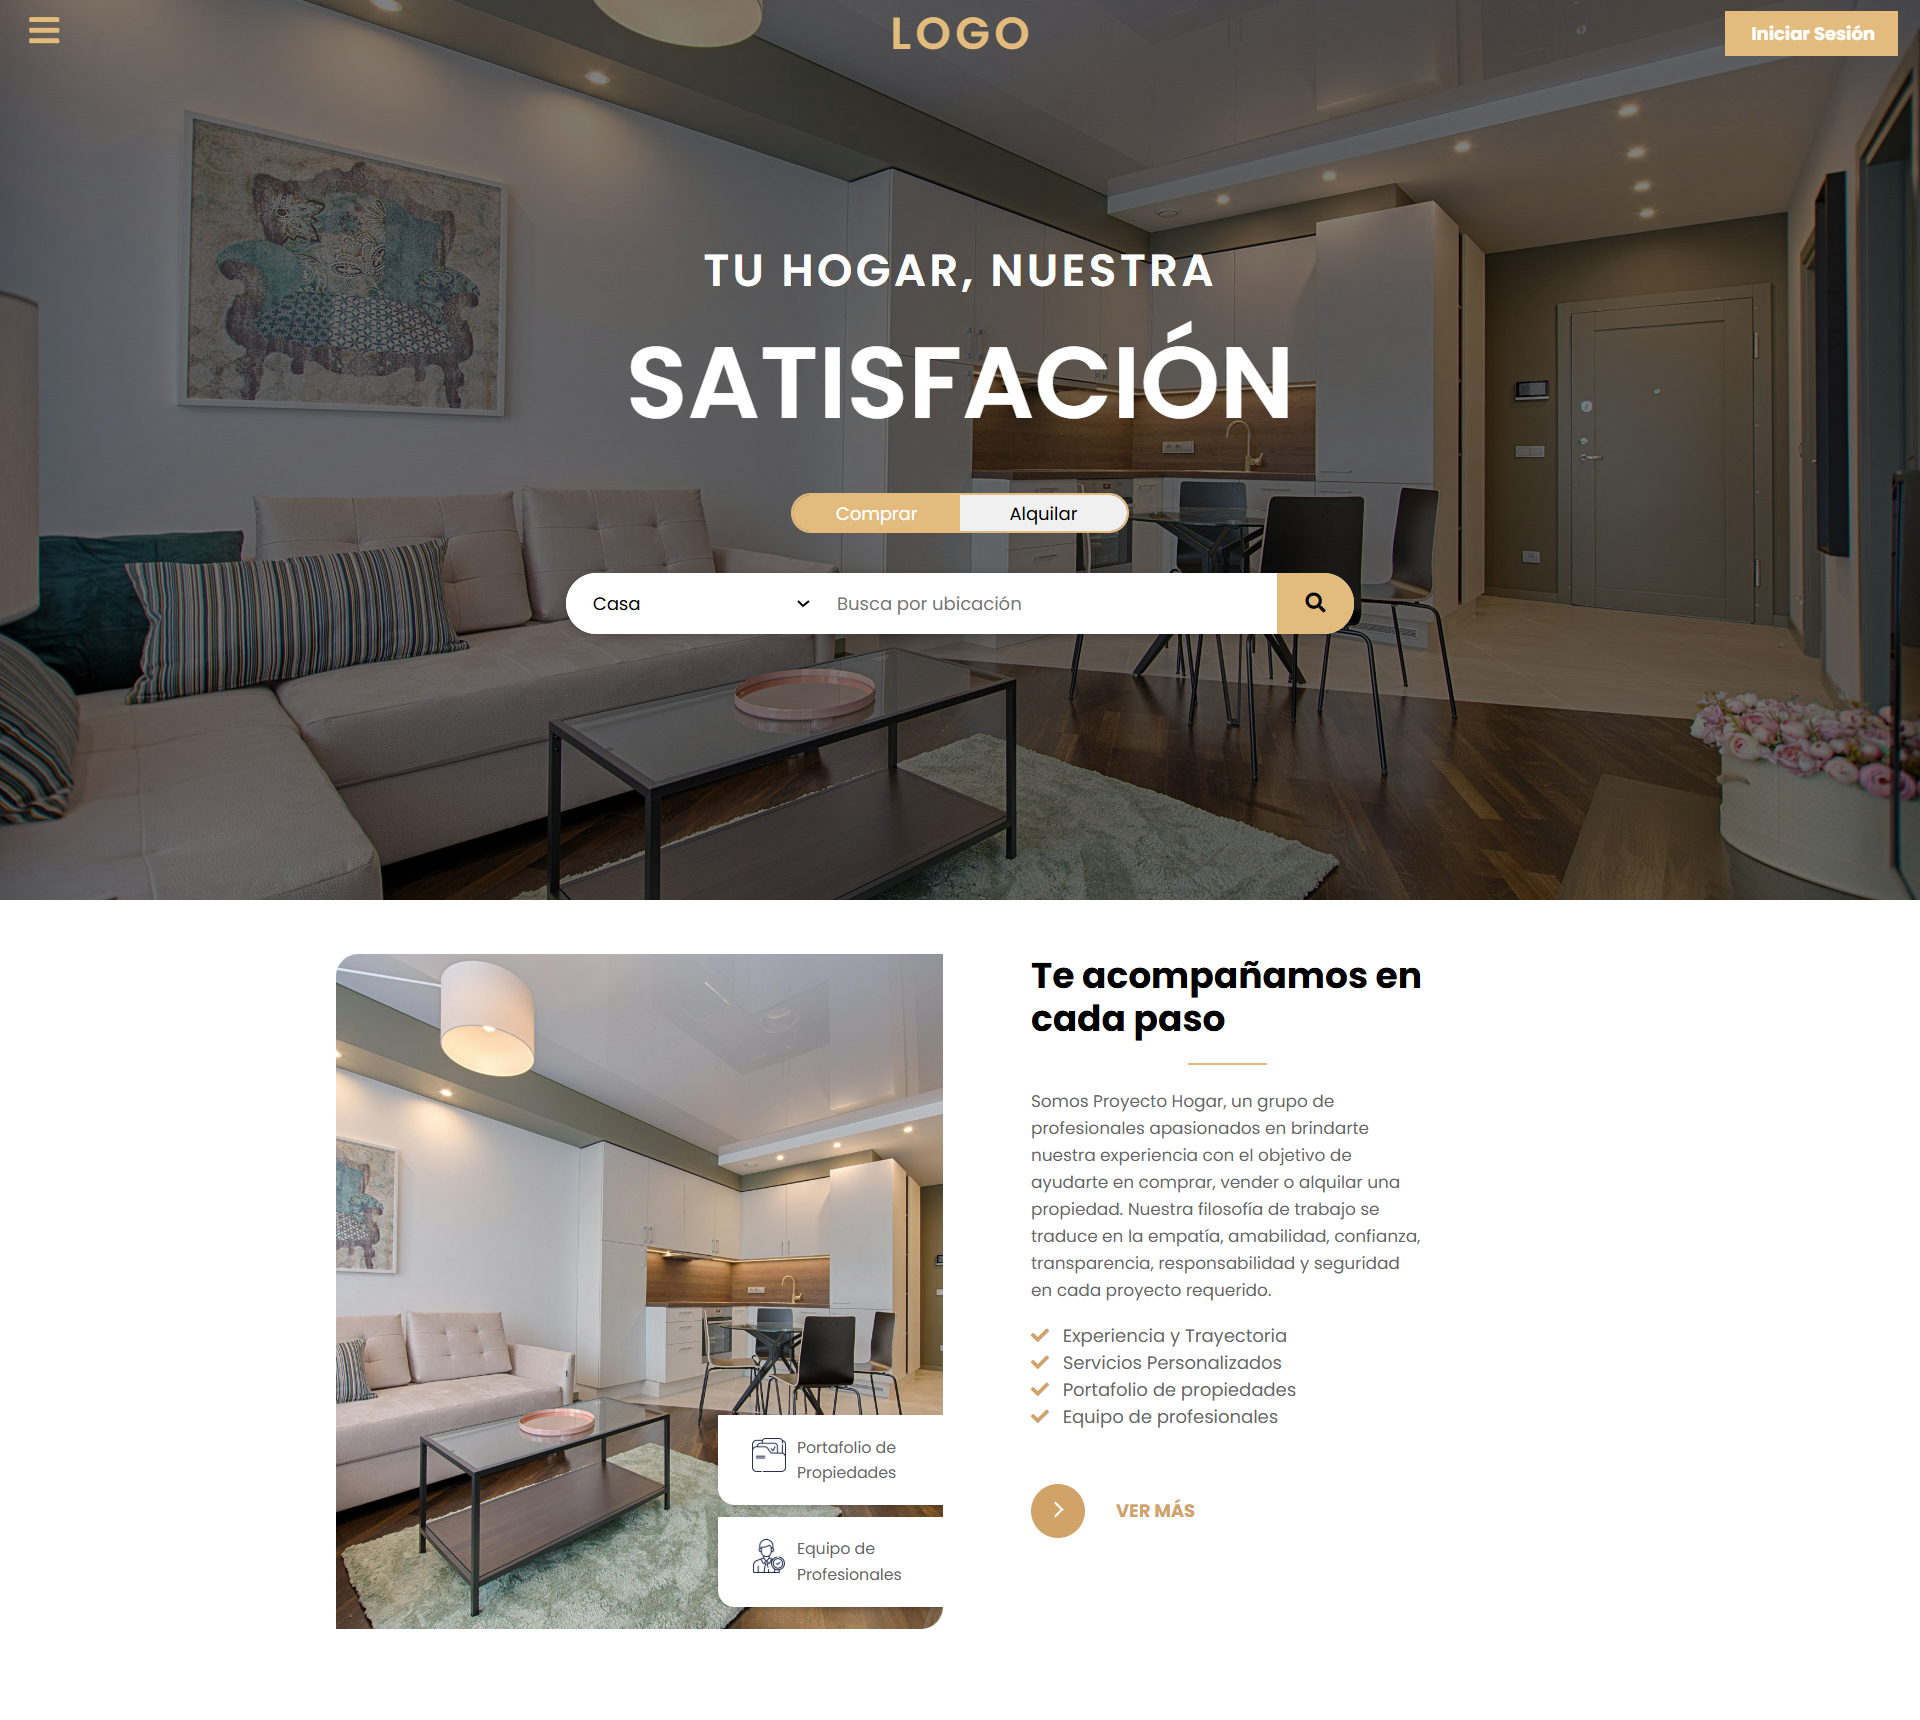 LOGO
Iniciar Sesión
TU HOGAR, NUESTRA
SATISFACIÓN
Comprar
Alquilar
Casa
Busca por ubicación
Te acompañamos en
cada paso
Somos Proyecto Hogar, un grupo de
profesionales apasionados en brindarte
nuestra experiencia con el objetivo de
ayudarte en comprar, vender o alquilar una
propiedad. Nuestra filosofía de trabajo se
traduce en la empatía, amabilidad, confianza,
transparencia, responsabilidad y seguridad
en cada proyecto requerido.
Experiencia y Trayectoria
Servicios Personalizados
Portafolio de propiedades
Equipo de profesionales
VER MÁS
Portafolio de
Propiedades
Equipo de
Profesionales